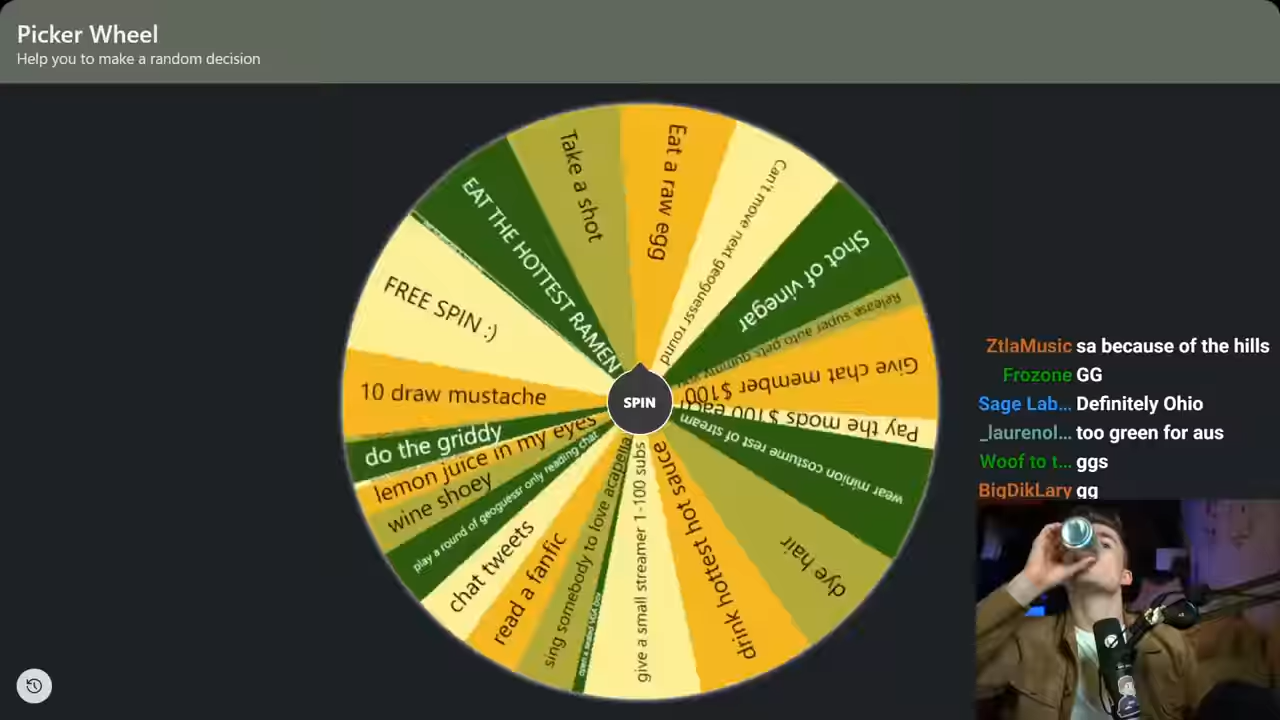 Picker Wheel
Help you to make a random decision
Take a shot
Eat a raw egg
Can't move next geoguessr round
Shot of vinegar
Release super auto pets
Give chat member $100
Pay the mods $100 each
wear minion costume rest of stream
dye hair
drink hottest hot sauce
give a small streamer 1-100 subs
sing somebody to love acapella
read a fanfic
chat tweets
play a round of geoguessr only reading chat
wine shoey
lemon juice in my eyes
do the griddy
10 draw mustache
FREE SPIN :)
EAT THE HOTTEST RAMEN
SPIN
ZtlaMusic sa because of the hills
Frozone GG
Sage Lab... Definitely Ohio
_laurenol... too green for aus
Woof to t... ggs
BigDikLary gg